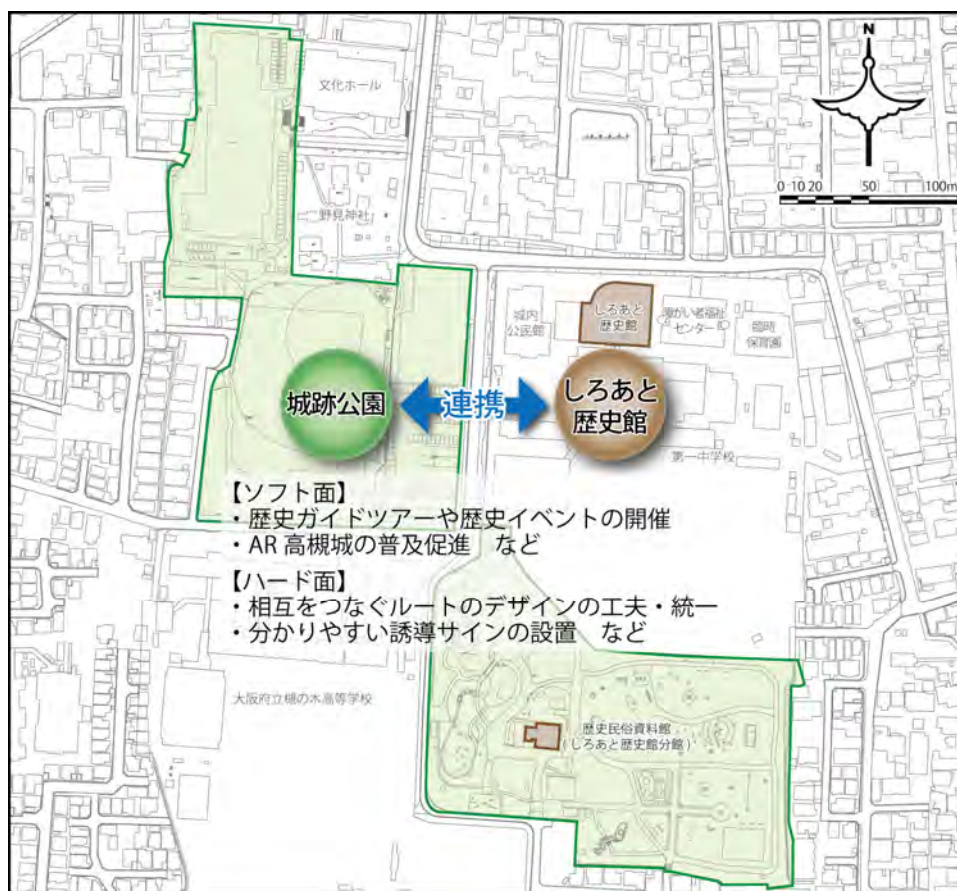 文化ホール
N
0 10 20 50 100m
野見神社
城内
公民館
しろあと
歴史館
障がい者福祉
センター
臨時
保育園
城跡公園
連携
しろあと
歴史館
第一中学校
【ソフト面】
・歴史ガイドツアーや歴史イベントの開催
・AR 高槻城の普及促進 など
【ハード面】
・相互をつなぐルートのデザインの工夫・統一
・分かりやすい誘導サインの設置 など
大阪府立槻の木高等学校
歴史民俗資料館
(しろあと歴史館分館)